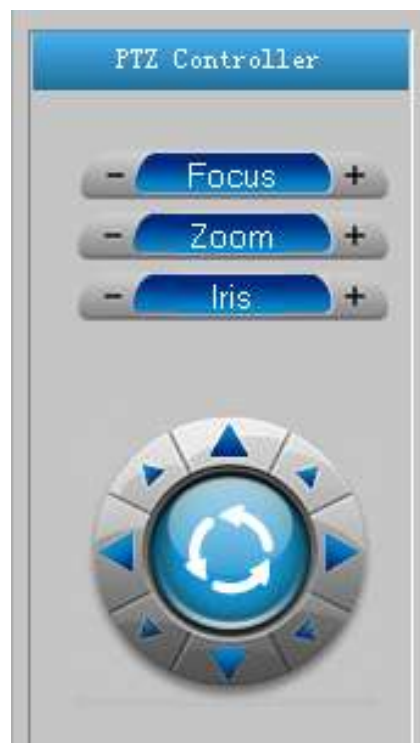 PTZ Controller
- Focus +
- Zoom +
- Iris +